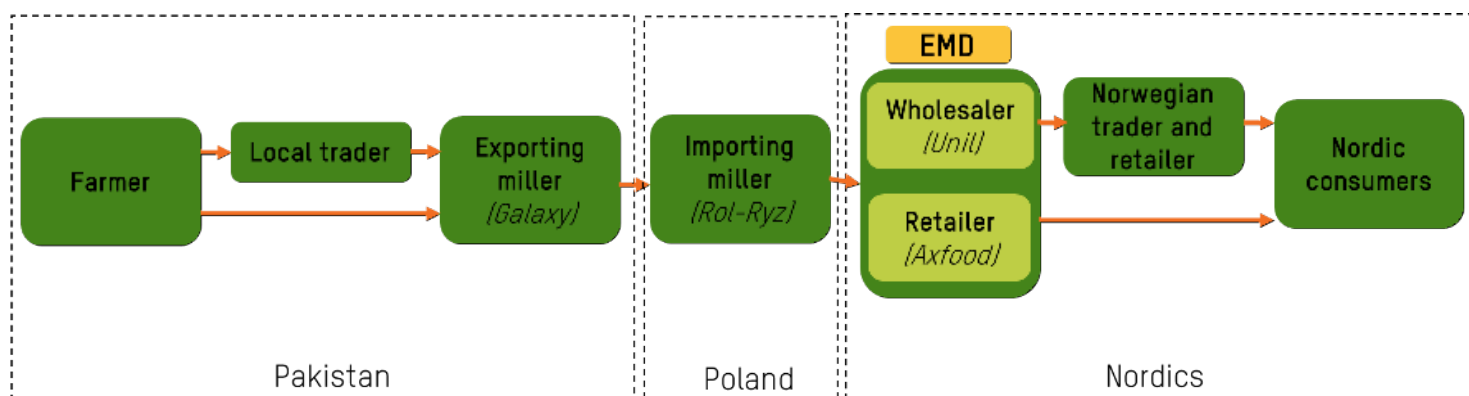 EMD
Farmer
Local trader
Exporting
miller
(Galaxy)
Importing
miller
(Rol-Ryz)
Wholesaler
(Unil)
Retailer
(Axfood)
Norwegian
trader and
retailer
Nordic
consumers
Pakistan
Poland
Nordics